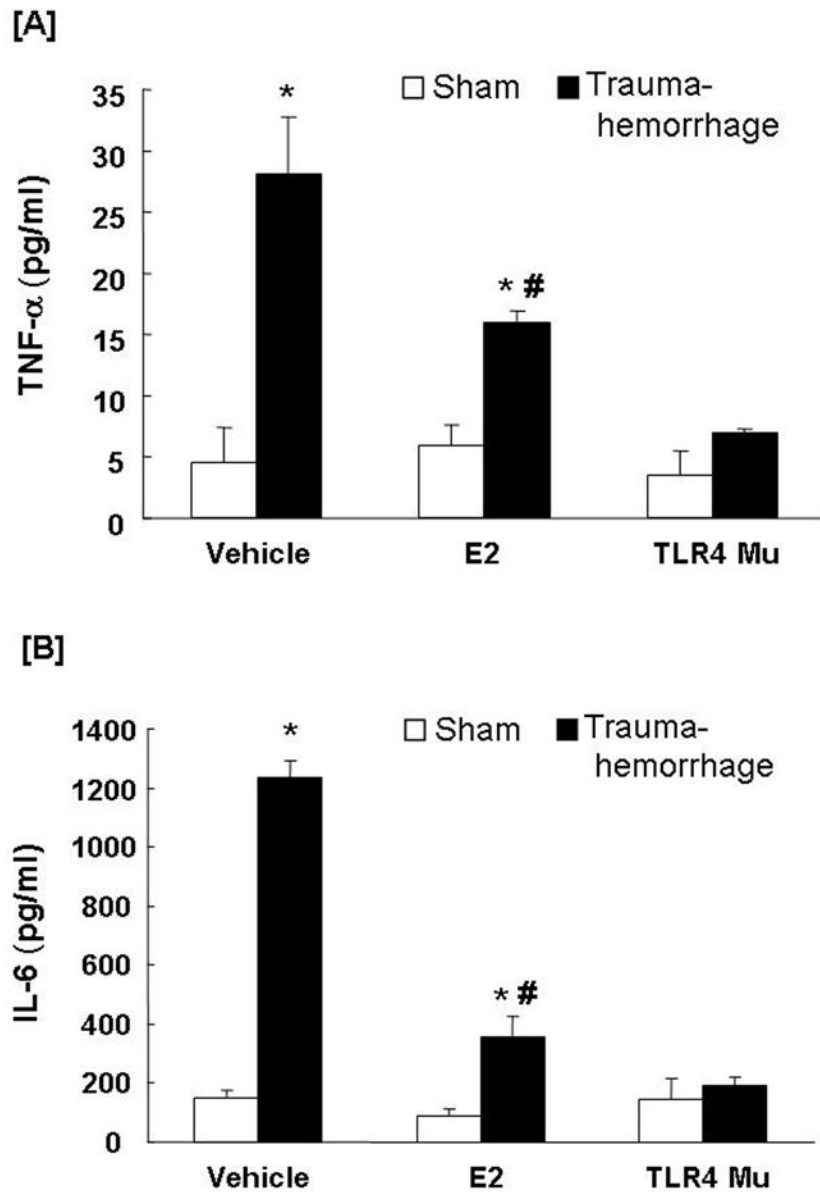 [A]
Sham Trauma-
hemorrhage
35
30
25
20
15
10
5
0
TNF-α (pg/ml)
*
* #
Vehicle E2 TLR4 Mu
[B]
Sham Trauma-
hemorrhage
1400
1200
1000
800
600
400
200
0
IL-6 (pg/ml)
*
* #
Vehicle E2 TLR4 Mu